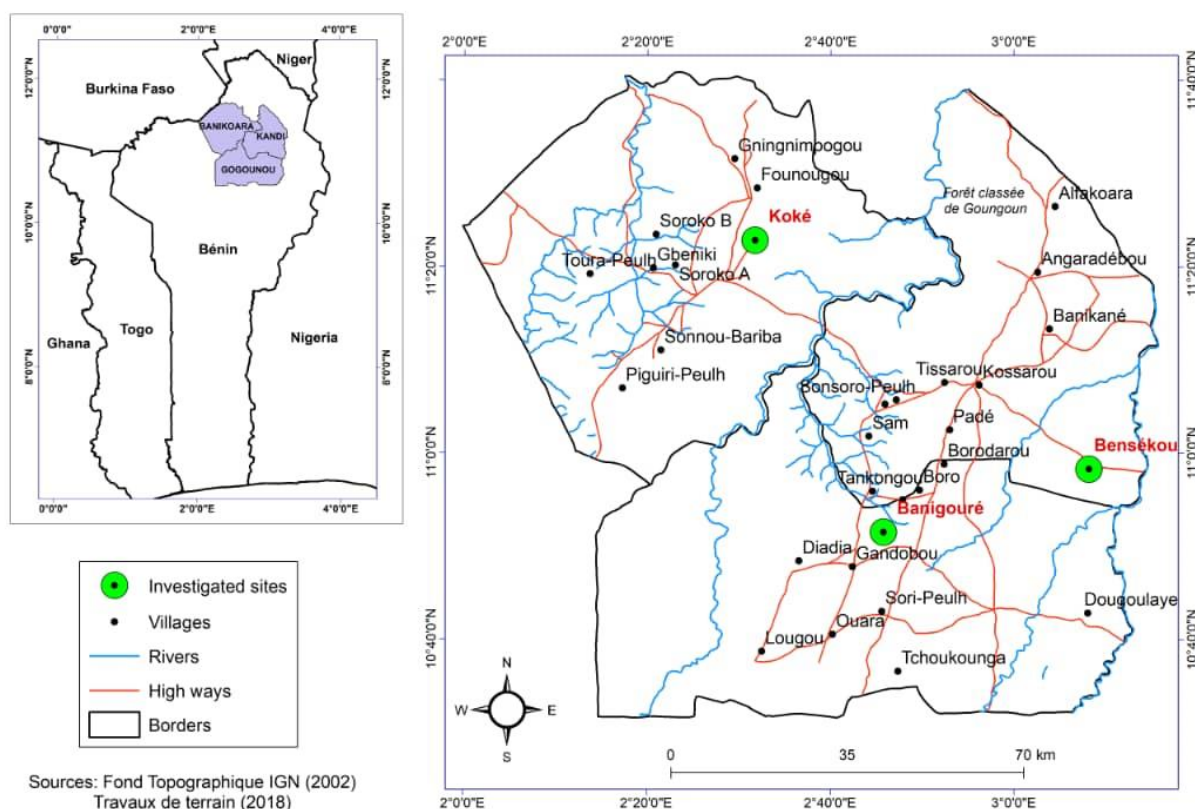 2°0'0"E
2°20'0"E
2°40'0"E
3°0'0"E
0°0'0"
2°0'0"E
4°0'0"E
12°0'0"N
10°0'0"N
8°0'0"N
12°0'0"N
10°0'0"N
8°0'0"N
0°0'0"
2°0'0"E
4°0'0"E
Niger
Burkina Faso
BANIKOARA
KANDI
GOGOUNOU
Bénin
Ghana
Togo
Nigeria
11°40'0"N
11°20'0"N
11°0'0"N
10°40'0"N
11°40'0"N
11°20'0"N
11°0'0"N
10°40'0"N
Gningnimpogou
Founougou
Koké
Soroko B
Gbeniki
Toura-Peulh
Soroko A
Sonnou-Bariba
Piguiri-Peulh
Forêt classée
de Goungoun
Alfakoara
Angaradébou
Banikané
Tissarou
Kossarou
Sonsoro-Peulh
Sam
Padé
Borodarou
Bensékou
Tankongou
Boro
Banigouré
Diadia
Gandobou
Sori-Peulh
Dougoulaye
Ouara
Lougou
Tchoukounga
N
W
E
S
0
35
70 km
2°0'0"E
2°20'0"E
2°40'0"E
3°0'0"E
Investigated sites
Villages
Rivers
High ways
Borders
Sources: Fond Topographique IGN (2002)
Travaux de terrain (2018)